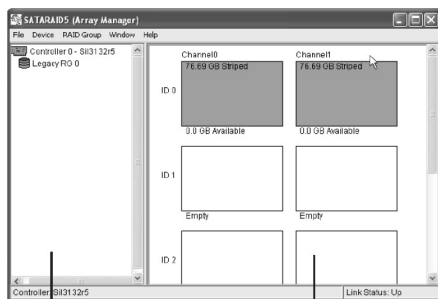 SATARAID5 (Array Manager)
File Device RAID Group Window Help
Controller 0 - SiI3132r5
Legacy RG 0
Channel0 Channel1
76.69 GB Striped 76.69 GB Striped
ID 0
0.0 GB Available 0.0 GB Available
ID 1
Empty Empty
ID 2
Controller: SiI3132r5 Link Status: Up